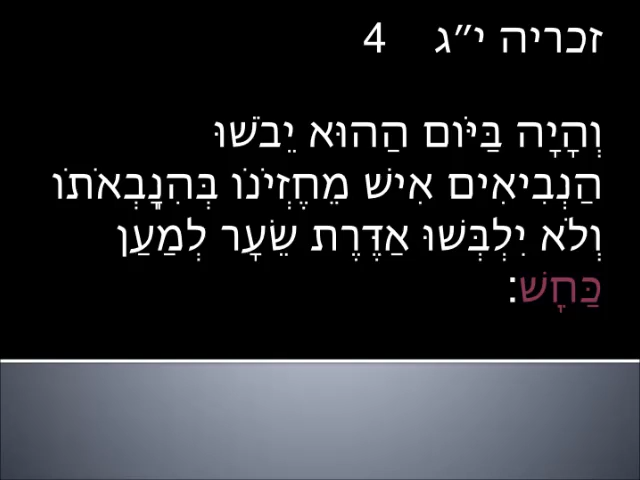 זכריה י״ג 4
וְהָיָה בַּיּוֹם הַהוּא יֵבֹשׁוּ
הַנְּבִיאִים אִישׁ מֵחֶזְיֹנוֹ בְּהִנָּבְאֹתוֹ
וְלֹא יִלְבְּשׁוּ אַדֶּרֶת שֵׂעָר לְמַעַן
כַּחֵשׁ: